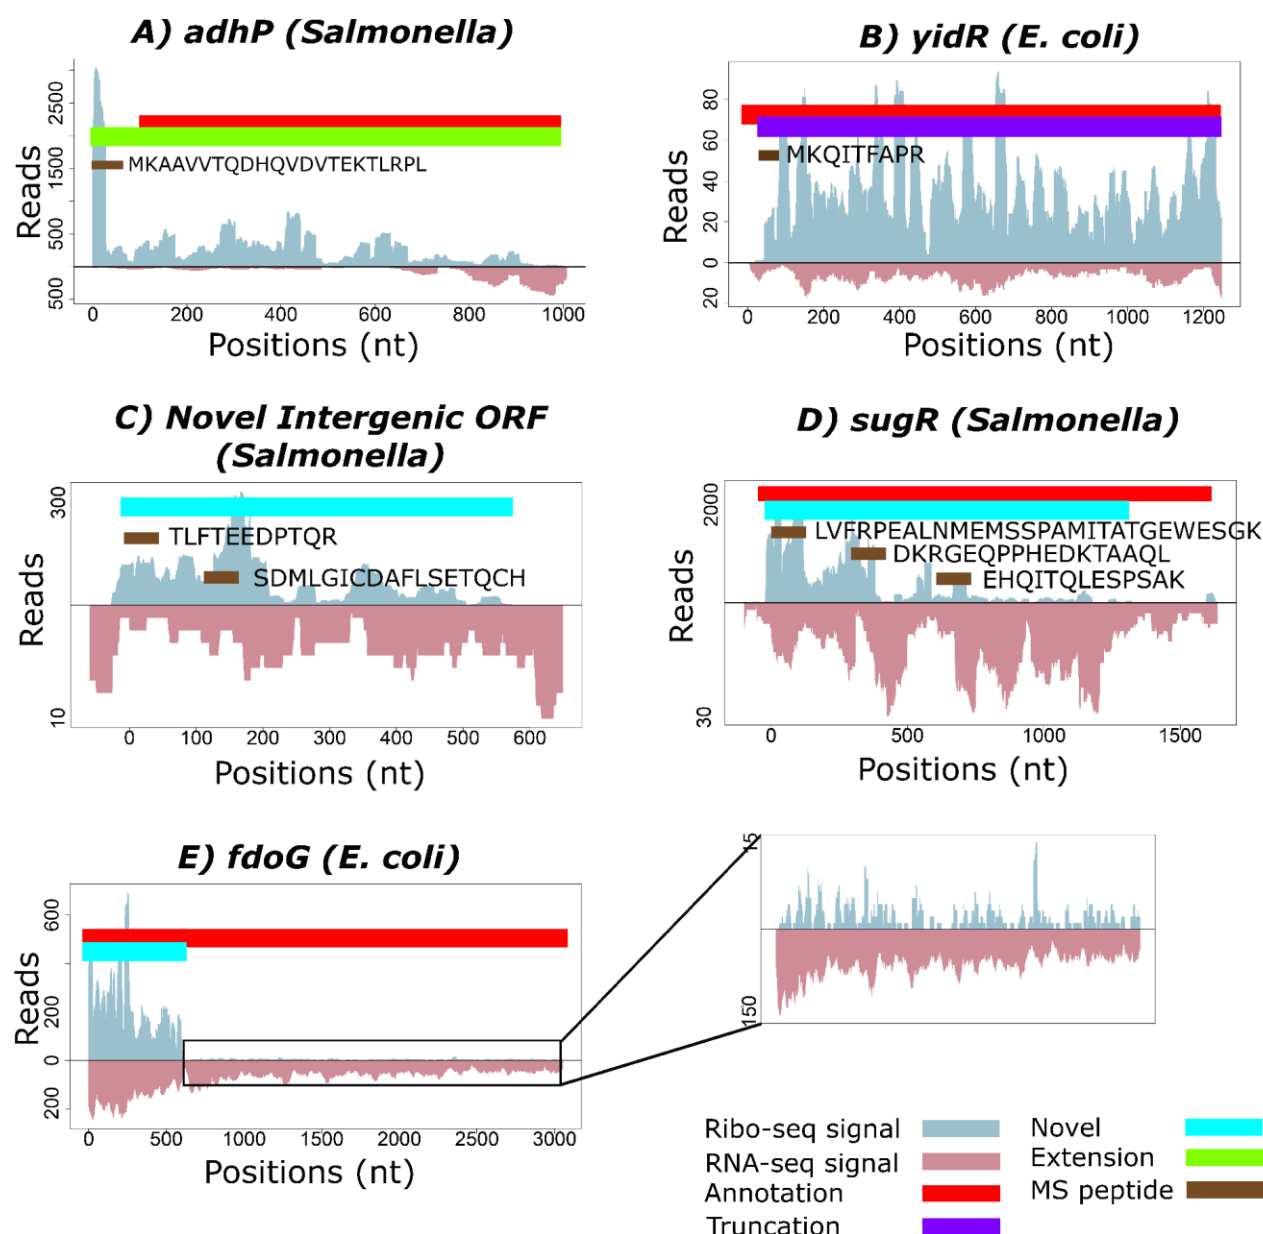 A) adhP (Salmonella)
Reads
2500
1500
500
500
MKAAVVTQDHQVDVTEKTLRPL
0 200 400 600 800 1000
Positions (nt)
B) yidR (E. coli)
Reads
80
60
40
20
0
20
MKQITFAPR
0 200 400 600 800 1000 1200
Positions (nt)
C) Novel Intergenic ORF
(Salmonella)
Reads
300
10
TLFTEEDPTQR
SDMLGICDAFLSETQCH
0 100 200 300 400 500 600
Positions (nt)
D) sugR (Salmonella)
Reads
2000
30
LVFRPEALNMEMSSPAMITATGEWESGK
DKRGEQPPHEDKTAAQL
EHQITQLESPSAK
0 500 1000 1500
Positions (nt)
E) fdoG (E. coli)
Reads
600
200
0
200
0 500 1000 1500 2000 2500 3000
Positions (nt)
15
150
Ribo-seq signal
RNA-seq signal
Annotation
Truncation
Novel
Extension
MS peptide